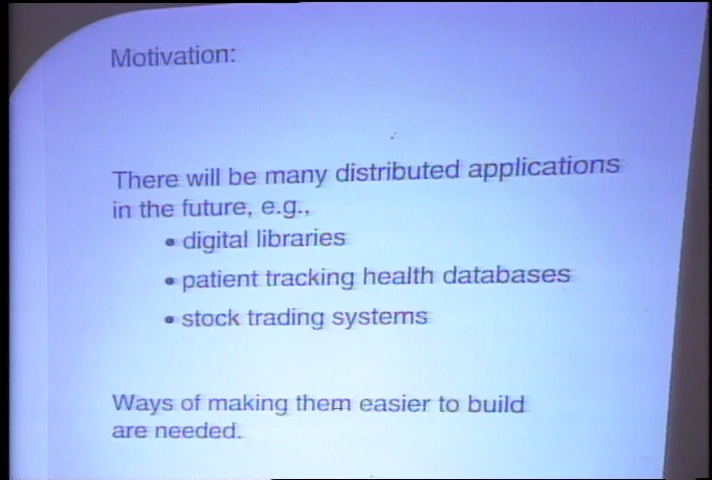 Motivation:
There will be many distributed applications
in the future, e.g.,
• digital libraries
• patient tracking health databases
• stock trading systems
Ways of making them easier to build
are needed.